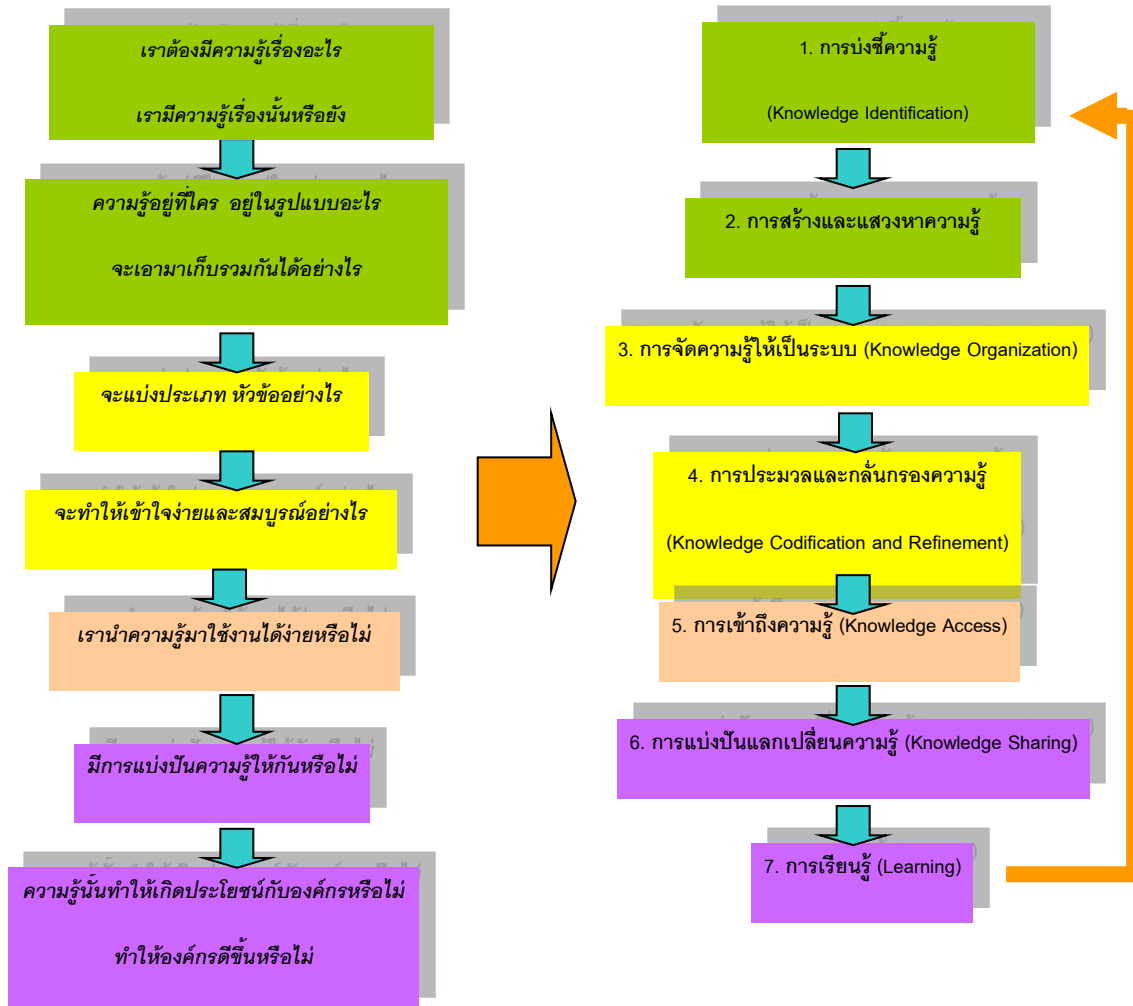 เราต้องมีความรู้เรื่องอะไร
เรามีความรู้เรื่องนั้นหรือยัง
ความรู้อยู่ที่ใคร อยู่ในรูปแบบอะไร
จะเอามาเก็บรวมกันได้อย่างไร
จะแบ่งประเภท หัวข้ออย่างไร
จะทำให้เข้าใจง่ายและสมบูรณ์อย่างไร
เรานำความรู้มาใช้งานได้ง่ายหรือไม่
มีการแบ่งปันความรู้ให้กันหรือไม่
ความรู้นั้นทำให้เกิดประโยชน์กับองค์กรหรือไม่
ทำให้องค์กรดีขึ้นหรือไม่
1. การบ่งชี้ความรู้
(Knowledge Identification)
2. การสร้างและแสวงหาความรู้
3. การจัดความรู้ให้เป็นระบบ (Knowledge Organization)
4. การประมวลและกลั่นกรองความรู้
(Knowledge Codification and Refinement)
5. การเข้าถึงความรู้ (Knowledge Access)
6. การแบ่งปันแลกเปลี่ยนความรู้ (Knowledge Sharing)
7. การเรียนรู้ (Learning)